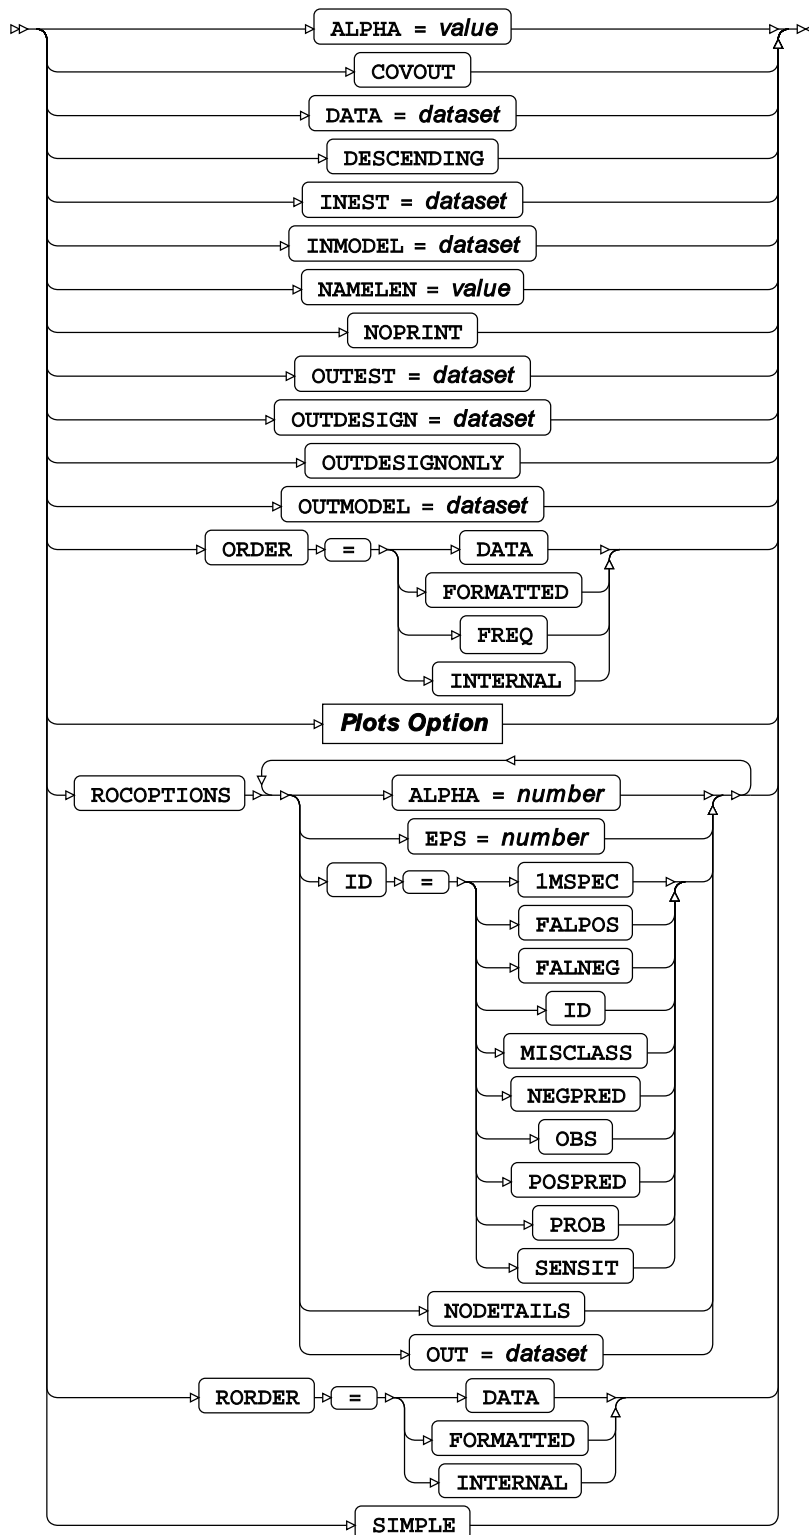 ALPHA = value
COVOUT
DATA = dataset
DESCENDING
INEST = dataset
INMODEL = dataset
NAMELEN = value
NOPRINT
OUTEST = dataset
OUTDESIGN = dataset
OUTDESIGNONLY
OUTMODEL = dataset
ORDER = DATA
FORMATTED
FREQ
INTERNAL
Plots Option
ROCOPTIONS ALPHA = number
EPS = number
ID = 1MSPEC
FALPOS
FALNEG
ID
MISCLASS
NEGPRED
OBS
POSPRED
PROB
SENSIT
NODETAILS
OUT = dataset
RORDER = DATA
FORMATTED
INTERNAL
SIMPLE